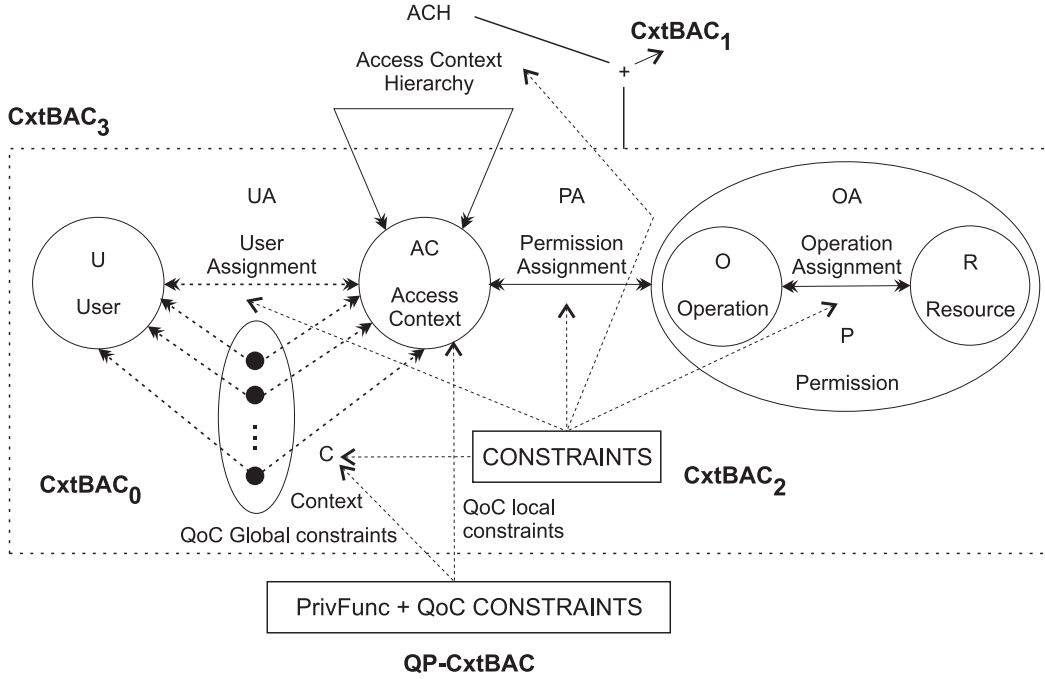 ACH
CxtBAC1
Access Context
Hierarchy
+
CxtBAC3
UA
PA
OA
U
User
User
Assignment
AC
Access
Context
Permission
Assignment
O
Operation
Operation
Assignment
R
Resource
P
Permission
C
Context
CONSTRAINTS
CxtBAC0
CxtBAC2
QoC Global constraints
QoC local
constraints
PrivFunc + QoC CONSTRAINTS
QP-CxtBAC